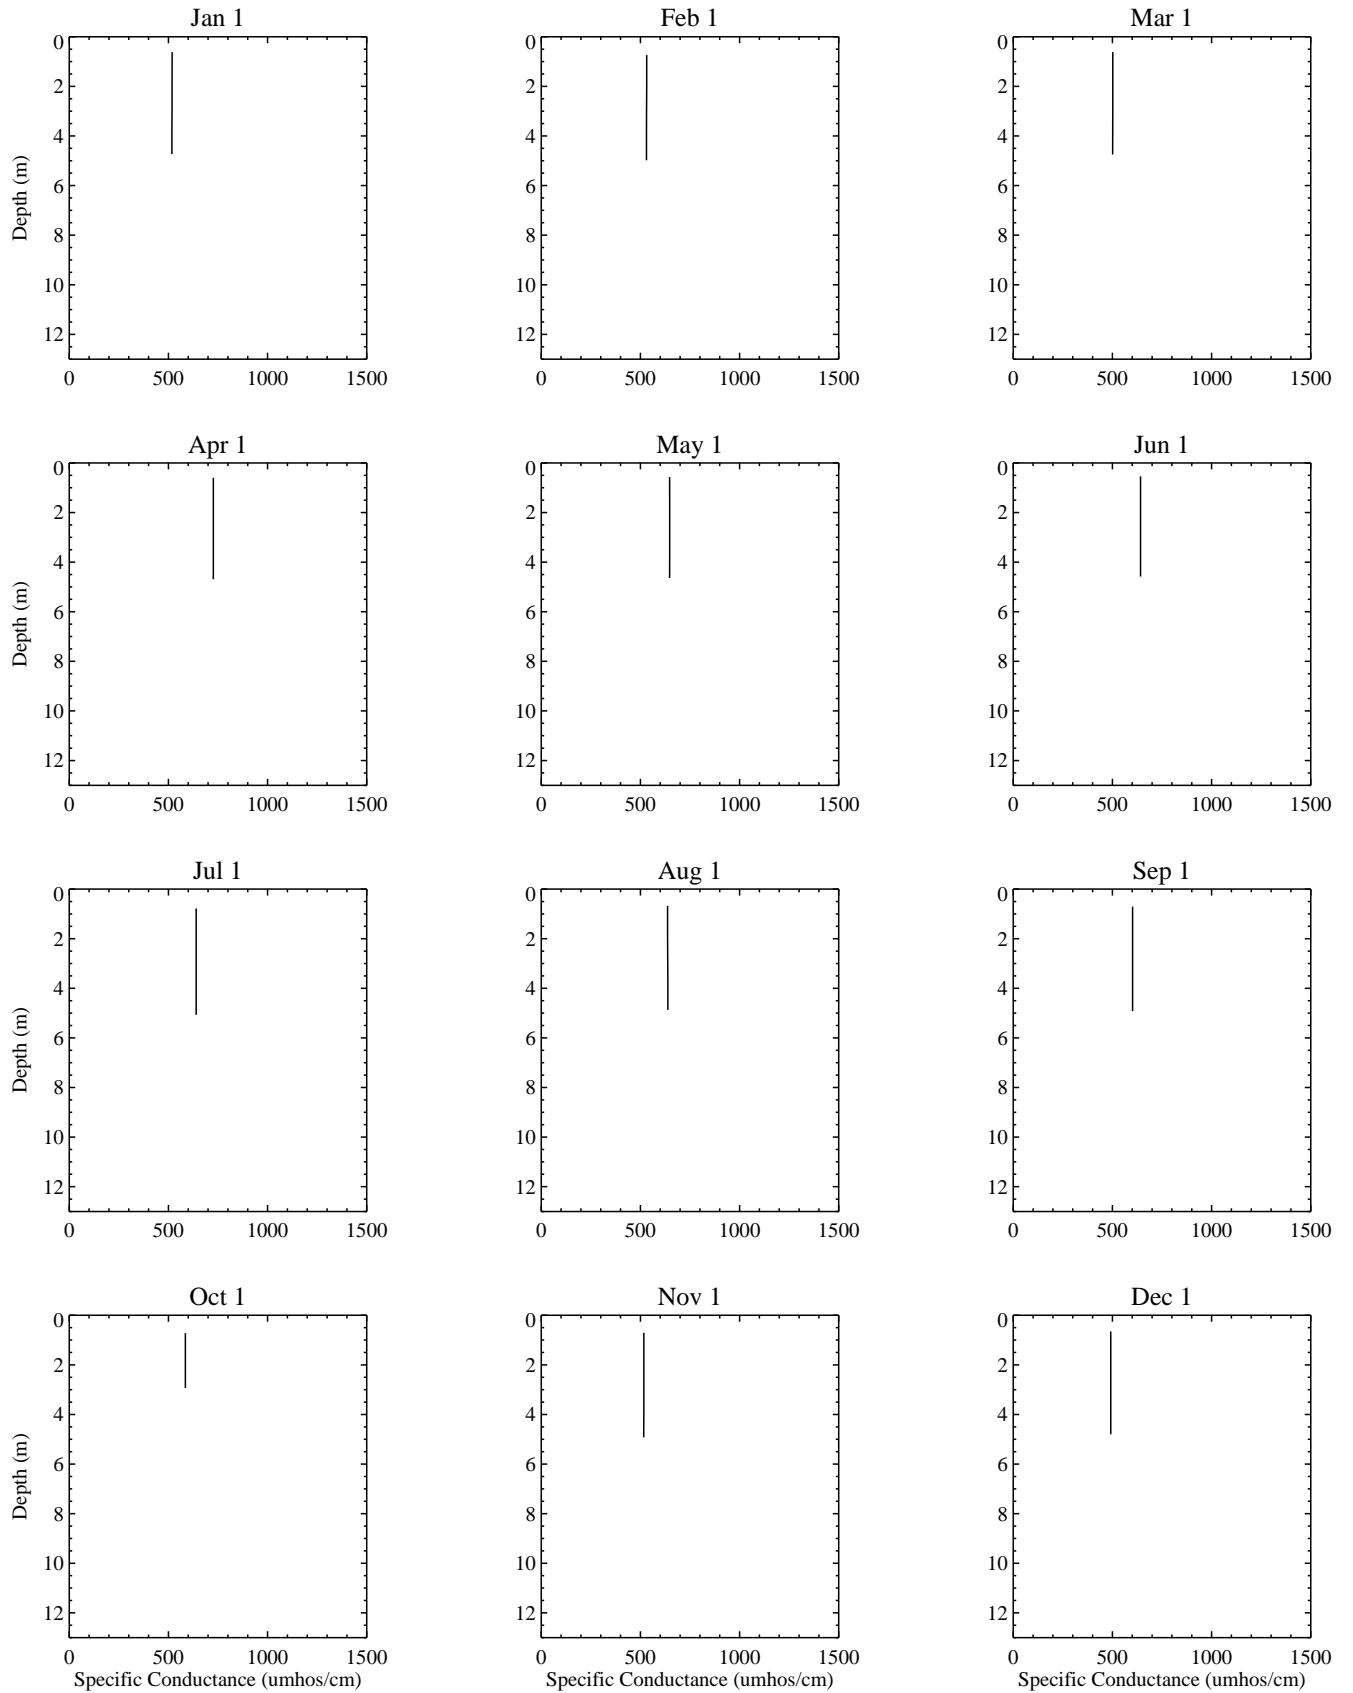 Jan 1 Feb 1 Mar 1
0 0 0
2 2 2
4 4 4
6 6 6
8 8 8
10 10 10
12 12 12
Depth (m)
0 500 1000 1500 0 500 1000 1500 0 500 1000 1500
Apr 1 May 1 Jun 1
0 0 0
2 2 2
4 4 4
6 6 6
8 8 8
10 10 10
12 12 12
Depth (m)
0 500 1000 1500 0 500 1000 1500 0 500 1000 1500
Jul 1 Aug 1 Sep 1
0 0 0
2 2 2
4 4 4
6 6 6
8 8 8
10 10 10
12 12 12
Depth (m)
0 500 1000 1500 0 500 1000 1500 0 500 1000 1500
Oct 1 Nov 1 Dec 1
0 0 0
2 2 2
4 4 4
6 6 6
8 8 8
10 10 10
12 12 12
Depth (m)
0 500 1000 1500 0 500 1000 1500 0 500 1000 1500
Specific Conductance (umhos/cm) Specific Conductance (umhos/cm) Specific Conductance (umhos/cm)